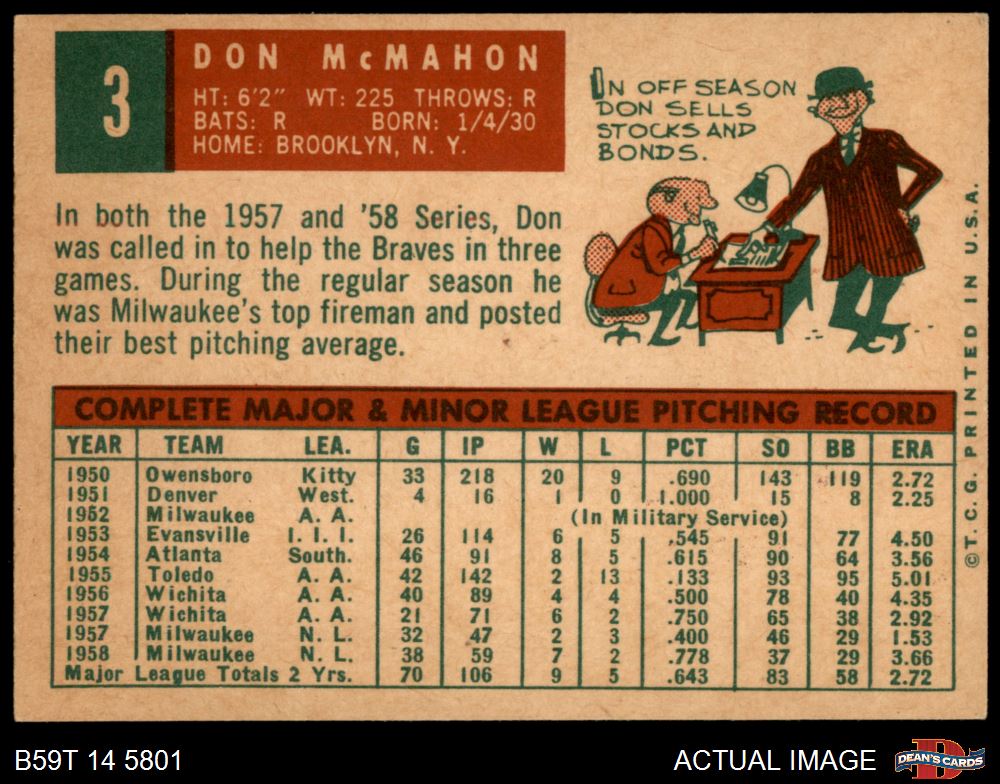 3
DON McMAHON
HT: 6'2" WT: 225 THROWS: R
BATS: R BORN: 1/4/30
HOME: BROOKLYN, N. Y.
IN OFF SEASON
DON SELLS
STOCKS AND
BONDS.
In both the 1957 and '58 Series, Don
was called in to help the Braves in three
games. During the regular season he
was Milwaukee's top fireman and posted
their best pitching average.
COMPLETE MAJOR & MINOR LEAGUE PITCHING RECORD
YEAR TEAM LEA. G IP W L PCT SO BB ERA
1950 Owensboro Kitty 33 218 20 9 .690 143 119 2.72
1951 Denver West. 4 16 1 0 1.000 15 8 2.25
1952 Milwaukee A. A. (In Military Service)
1953 Evansville I. I. I. 26 114 6 5 .545 91 77 4.50
1954 Atlanta South. 46 91 8 5 .615 90 64 3.56
1955 Toledo A. A. 42 142 2 13 .133 93 95 5.01
1956 Wichita A. A. 40 89 4 4 .500 78 40 4.35
1957 Wichita A. A. 21 71 6 2 .750 65 38 2.92
1957 Milwaukee N. L. 32 47 2 3 .400 46 29 1.53
1958 Milwaukee N. L. 38 59 7 2 .778 37 29 3.66
Major League Totals 2 Yrs. 70 106 9 5 .643 83 58 2.72
©T. C. G. PRINTED IN U.S.A.
B59T 14 5801
ACTUAL IMAGE
DEAN'S CARDS